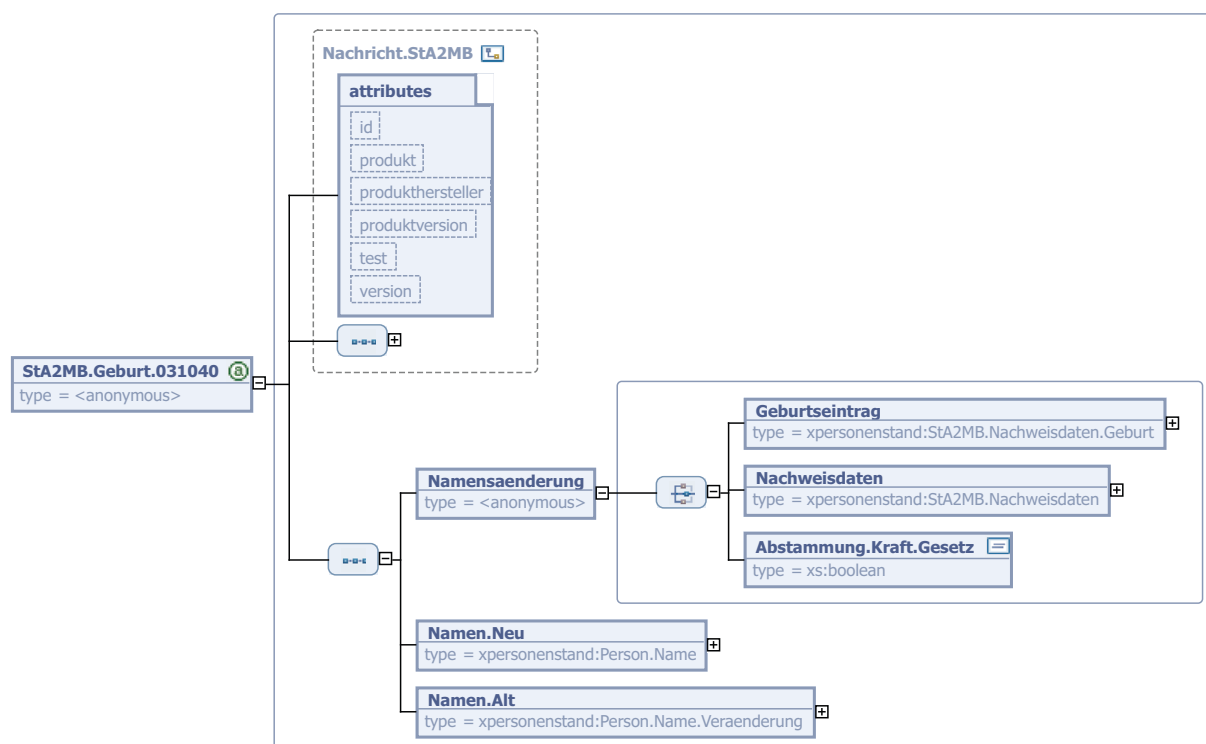 Nachricht.StA2MB
attributes
id
produkt
produkthersteller
produktversion
test
version
StA2MB.Geburt.031040 a
type = <anonymous>
Namensaenderung
type = <anonymous>
Geburtseintrag
type = xpersonenstand:StA2MB.Nachweisdaten.Geburt
Nachweisdaten
type = xpersonenstand:StA2MB.Nachweisdaten
Abstammung.Kraft.Gesetz
type = xs:boolean
Namen.Neu
type = xpersonenstand:Person.Name
Namen.Alt
type = xpersonenstand:Person.Name.Veraenderung